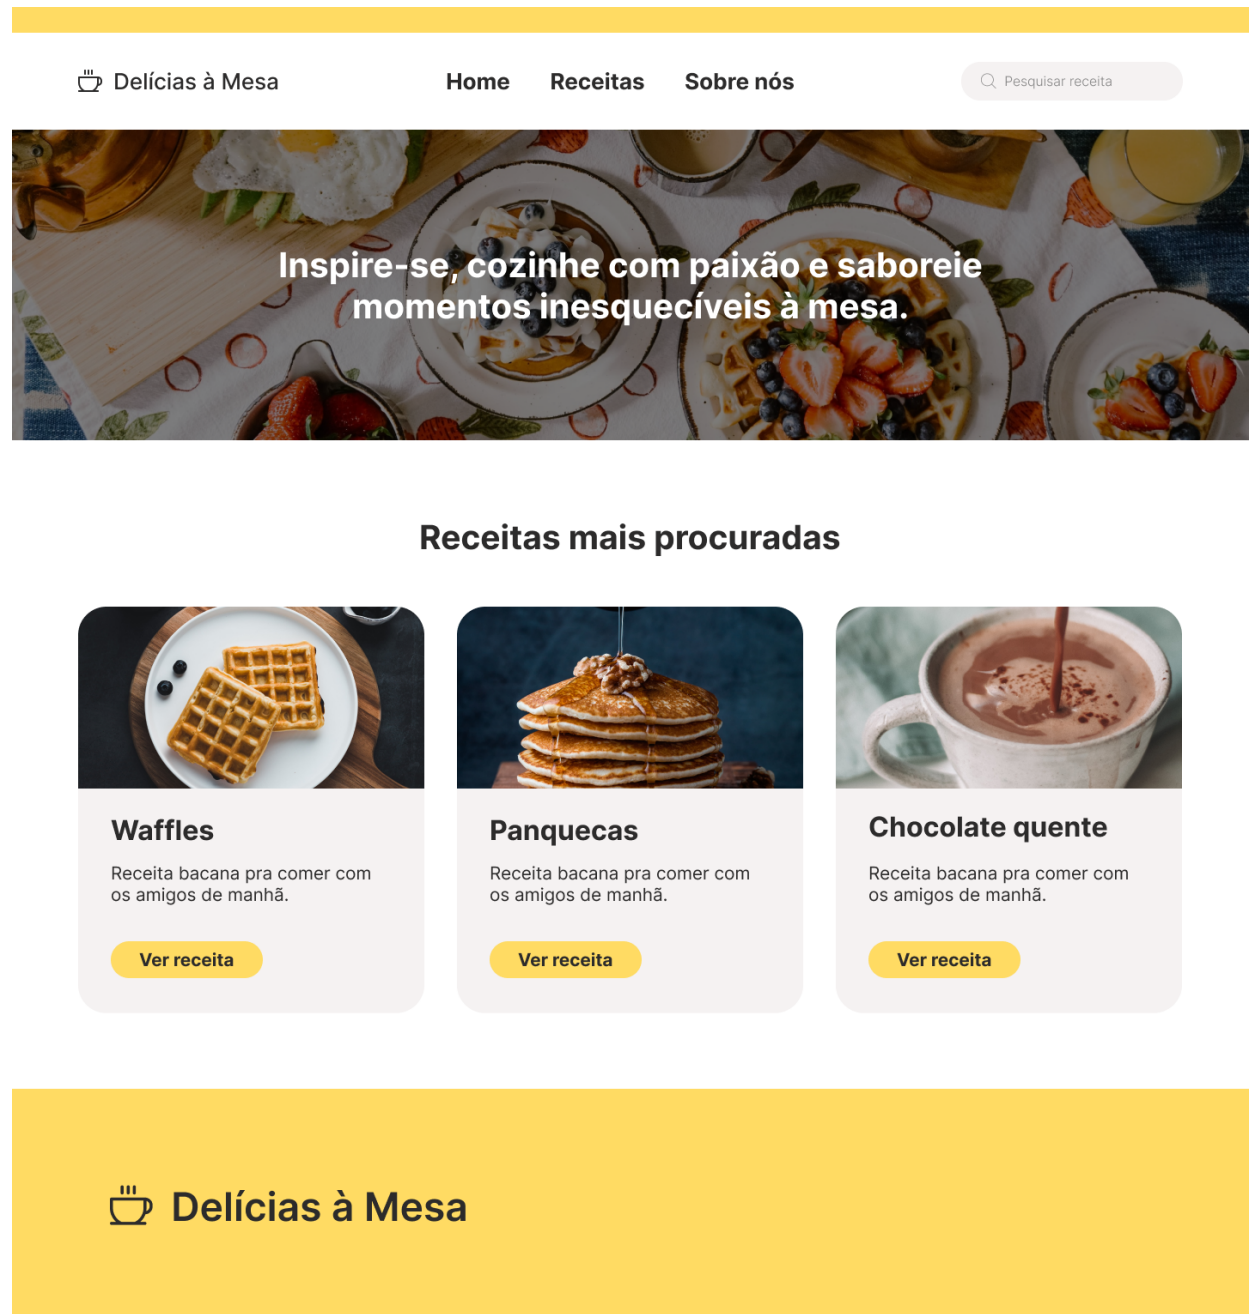 Delícias à Mesa
Home Receitas Sobre nós
Pesquisar receita
Inspire-se, cozinhe com paixão e saboreie
momentos inesquecíveis à mesa.
Receitas mais procuradas
Waffles
Receita bacana pra comer com
os amigos de manhã.
Ver receita
Panquecas
Receita bacana pra comer com
os amigos de manhã.
Ver receita
Chocolate quente
Receita bacana pra comer com
os amigos de manhã.
Ver receita
Delícias à Mesa